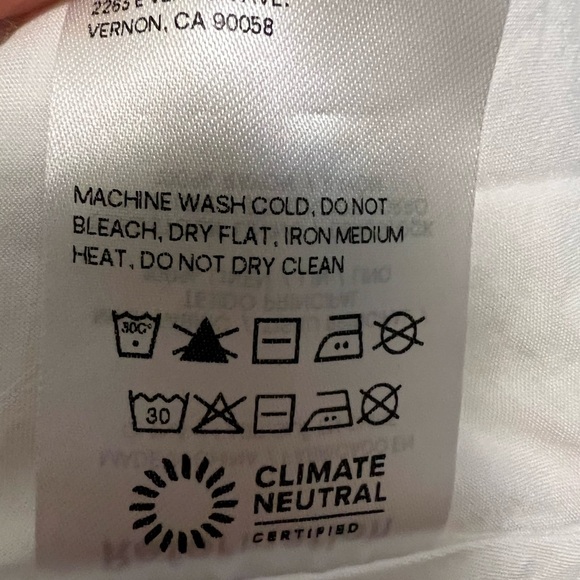 VERNON, CA 90058
MACHINE WASH COLD, DO NOT
BLEACH, DRY FLAT, IRON MEDIUM
HEAT, DO NOT DRY CLEAN
30C°
30
CLIMATE
NEUTRAL
CERTIFIED